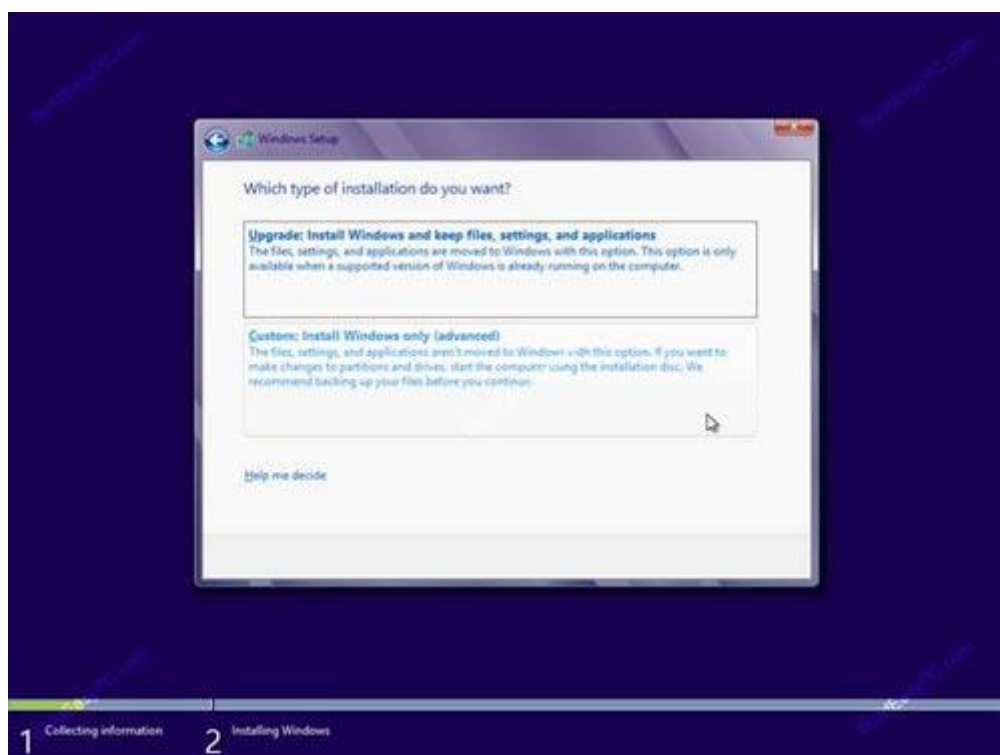 Windows Setup
Which type of installation do you want?
Upgrade: Install Windows and keep files, settings, and applications
The files, settings, and applications are moved to Windows with this option. This option is only
available when a supported version of Windows is already running on the computer.
Custom: Install Windows only (advanced)
The files, settings, and applications aren't moved to Windows with this option. If you want to
make changes to partitions and drives, start the computer using the installation disc. We
recommend backing up your files before you continue.
Help me decide
1 Collecting information
2 Installing Windows